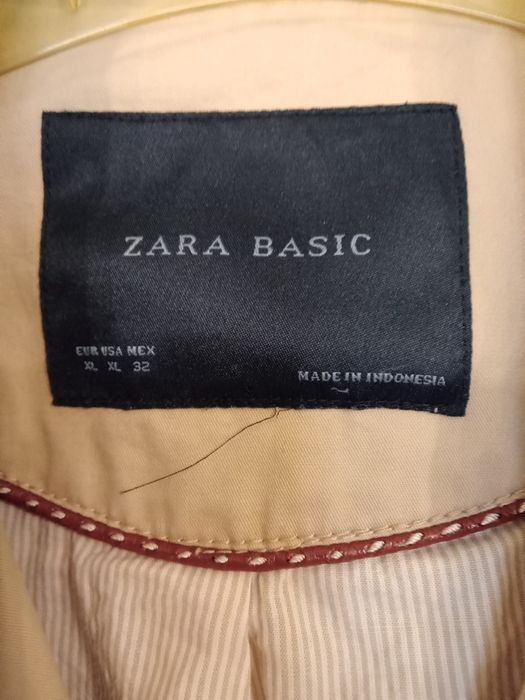 ZARA BASIC
EUR USA MEX
XL XL 32
MADE IN INDONESIA